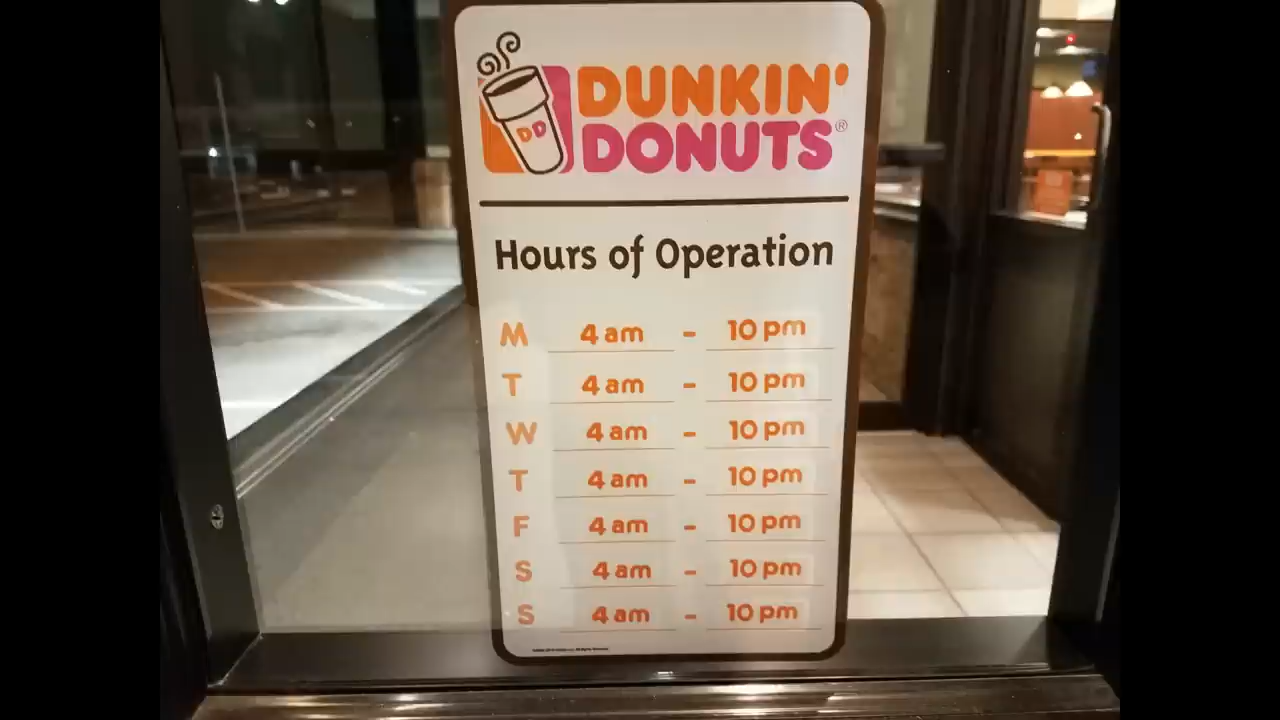 DD
DUNKIN'
DONUTS®
Hours of Operation
M 4 am - 10 pm
T 4 am - 10 pm
W 4 am - 10 pm
T 4 am - 10 pm
F 4 am - 10 pm
S 4 am - 10 pm
S 4 am - 10 pm